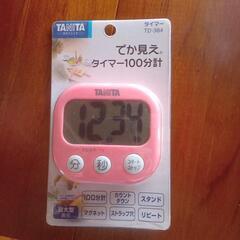 TANITA
タイマー
TD-384
でか見え
タイマー100分計
TANITA
12 34
分
秒
スタート
ストップ
100分計
カウント
ダウン
スタンド
マグネット
ストラップ穴
リピート